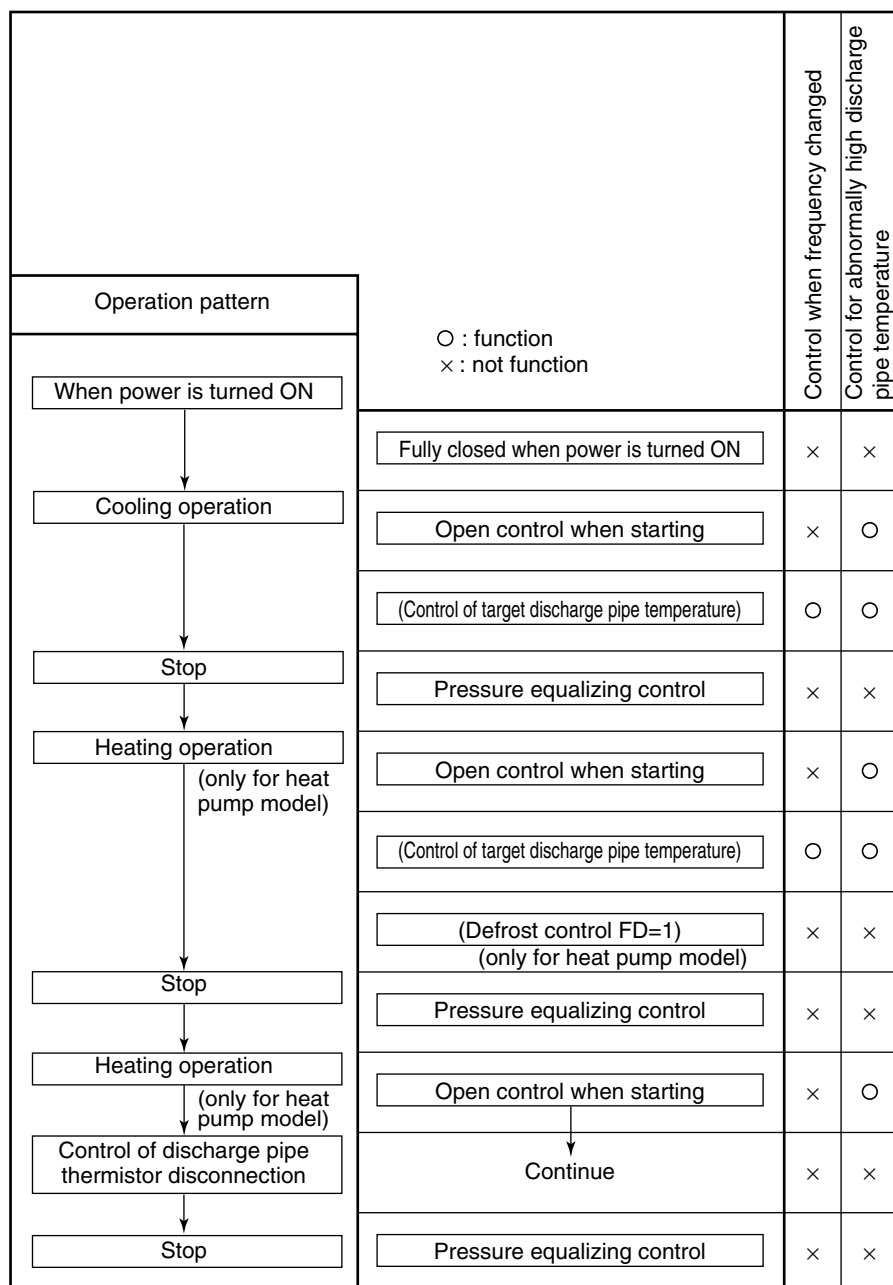 Control when frequency changed
Control for abnormally high discharge
pipe temperature
Operation pattern
○ : function
× : not function
When power is turned ON
Fully closed when power is turned ON
× ×
Cooling operation
Open control when starting
× ○
(Control of target discharge pipe temperature)
○ ○
Stop
Pressure equalizing control
× ×
Heating operation
(only for heat
pump model)
Open control when starting
× ○
(Control of target discharge pipe temperature)
○ ○
(Defrost control FD=1)
(only for heat pump model)
× ×
Stop
Pressure equalizing control
× ×
Heating operation
(only for heat
pump model)
Open control when starting
× ○
Control of discharge pipe
thermistor disconnection
Continue
× ×
Stop
Pressure equalizing control
× ×